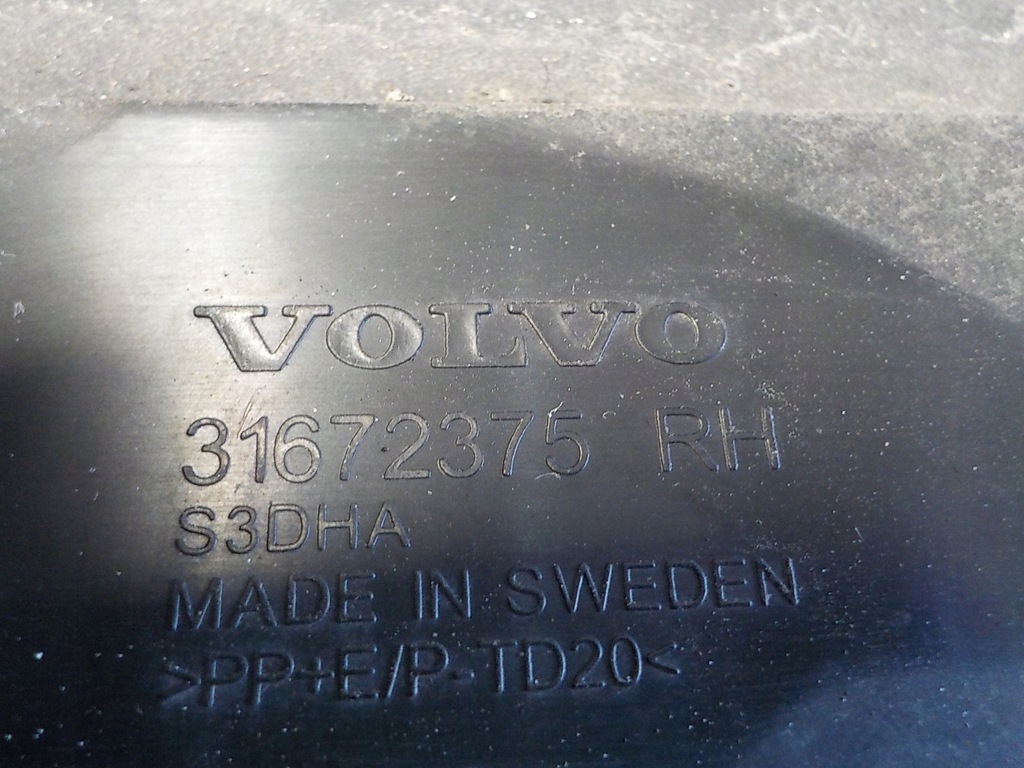 VOLVO
31672375 RH
S3DHA
MADE IN SWEDEN
>PP+E/P-TD20<